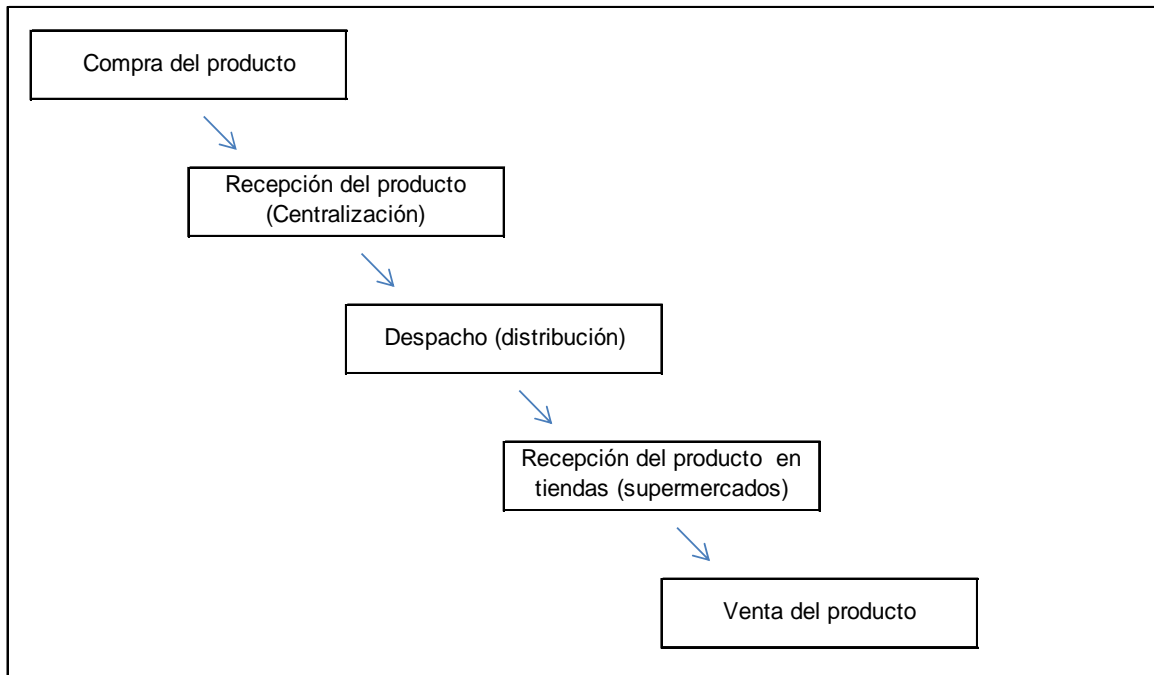 Compra del producto
Recepción del producto
(Centralización)
Despacho (distribución)
Recepción del producto  en
tiendas (supermercados)
Venta del producto